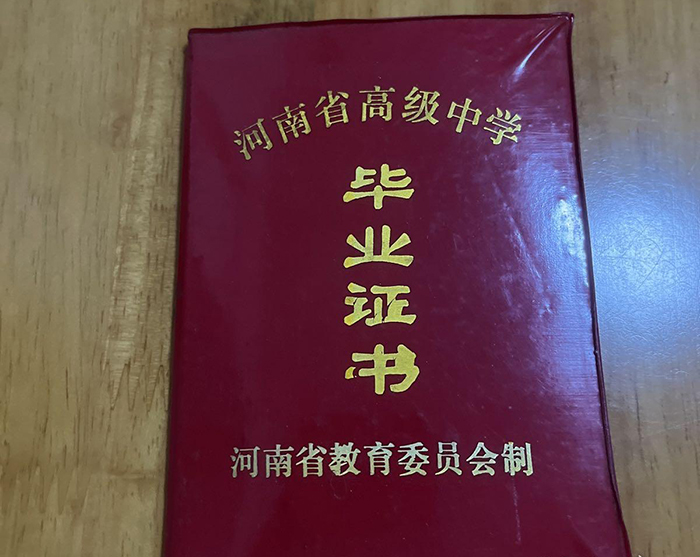 河南省高级中学
毕业证书
河南省教育委员会制